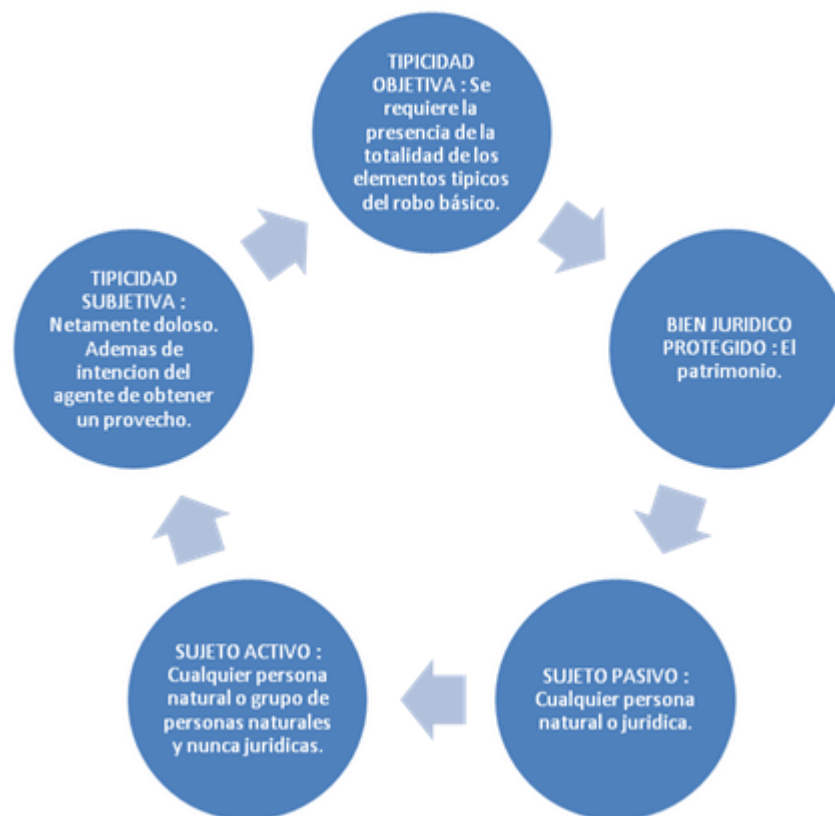 TIPICIDAD
OBJETIVA : Se
requiere la
presencia de la
totalidad de los
elementos tipicos
del robo básico.
BIEN JURIDICO
PROTEGIDO : El
patrimonio.
SUJETO PASIVO :
Cualquier persona
natural o juridica.
SUJETO ACTIVO :
Cualquier persona
natural o grupo de
personas naturales
y nunca juridicas.
TIPICIDAD
SUBJETIVA :
Netamente doloso.
Ademas de
intencion del
agente de obtener
un provecho.